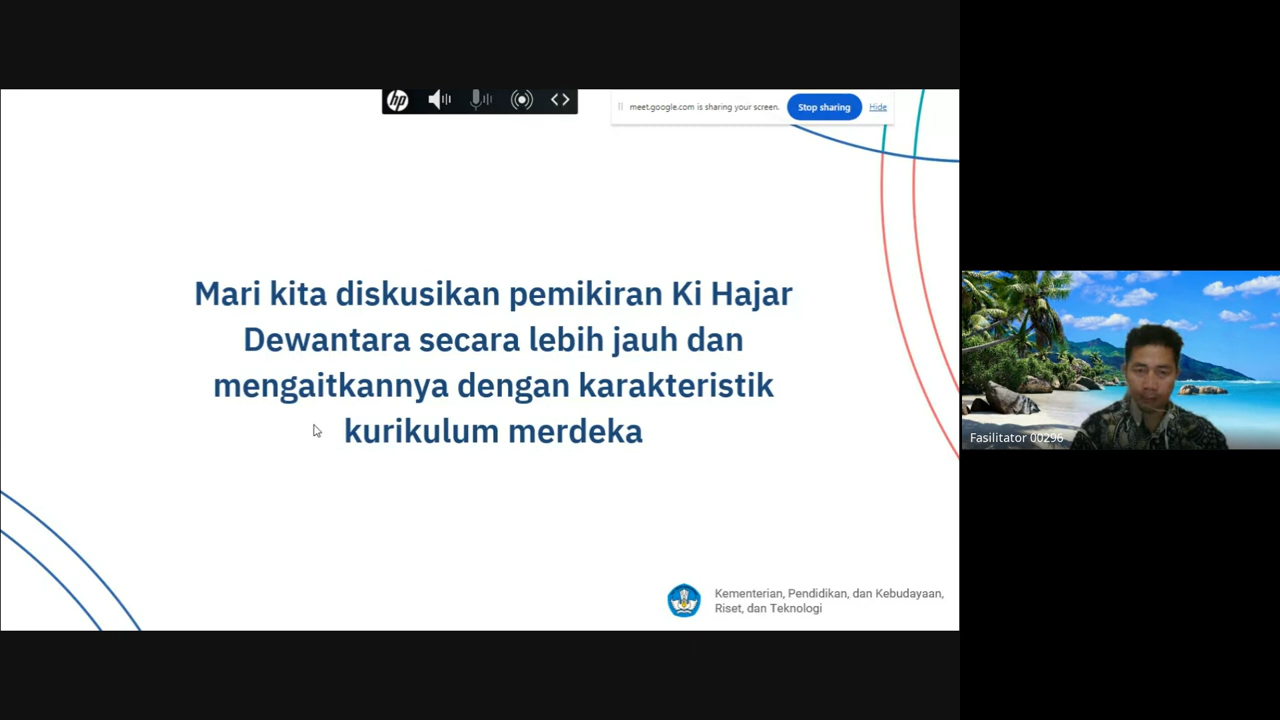 hp
meet.google.com is sharing your screen.
Stop sharing
Hide
Mari kita diskusikan pemikiran Ki Hajar
Dewantara secara lebih jauh dan
mengaitkannya dengan karakteristik
kurikulum merdeka
Fasilitator 00296
Kementerian, Pendidikan, dan Kebudayaan,
Riset, dan Teknologi